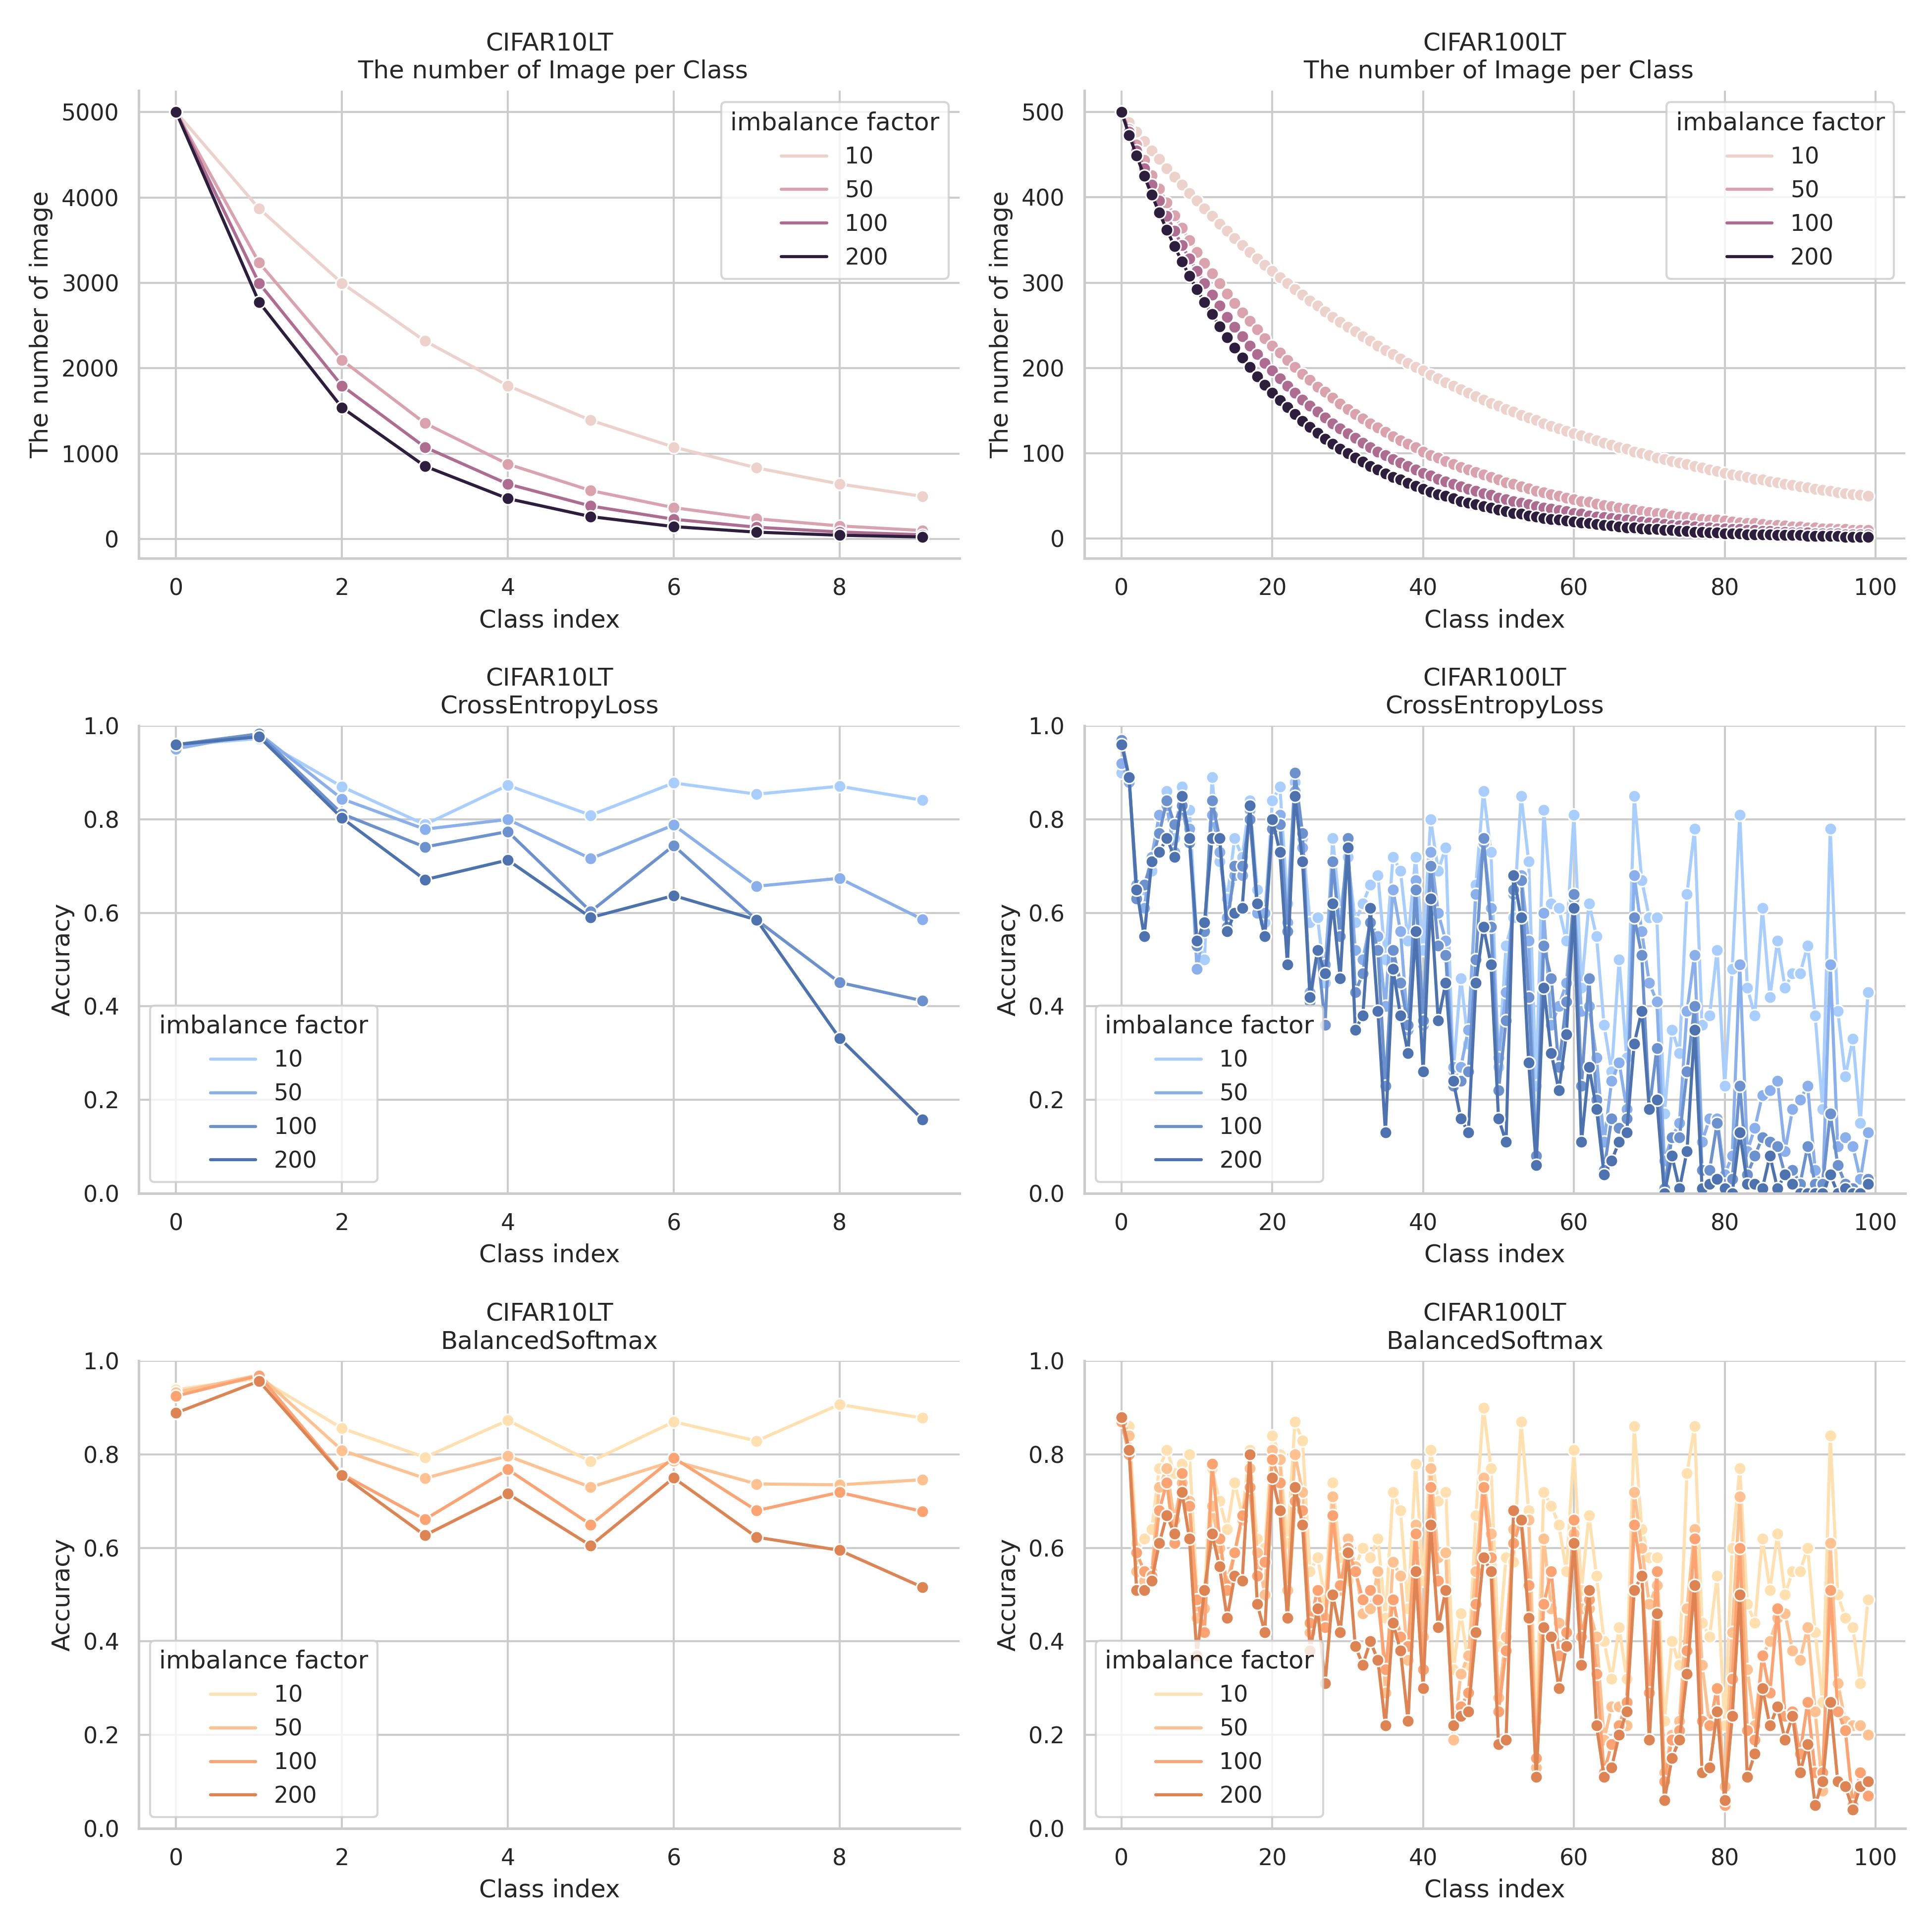 CIFAR10LT
The number of Image per Class
The number of image
5000
4000
3000
2000
1000
0
imbalance factor
10
50
100
200
0 2 4 6 8
Class index
CIFAR100LT
The number of Image per Class
The number of image
500
400
300
200
100
0
imbalance factor
10
50
100
200
0 20 40 60 80 100
Class index
CIFAR10LT
CrossEntropyLoss
Accuracy
1.0
0.8
0.6
0.4
0.2
0.0
imbalance factor
10
50
100
200
0 2 4 6 8
Class index
CIFAR100LT
CrossEntropyLoss
Accuracy
1.0
0.8
0.6
0.4
0.2
0.0
imbalance factor
10
50
100
200
0 20 40 60 80 100
Class index
CIFAR10LT
BalancedSoftmax
Accuracy
1.0
0.8
0.6
0.4
0.2
0.0
imbalance factor
10
50
100
200
0 2 4 6 8
Class index
CIFAR100LT
BalancedSoftmax
Accuracy
1.0
0.8
0.6
0.4
0.2
0.0
imbalance factor
10
50
100
200
0 20 40 60 80 100
Class index